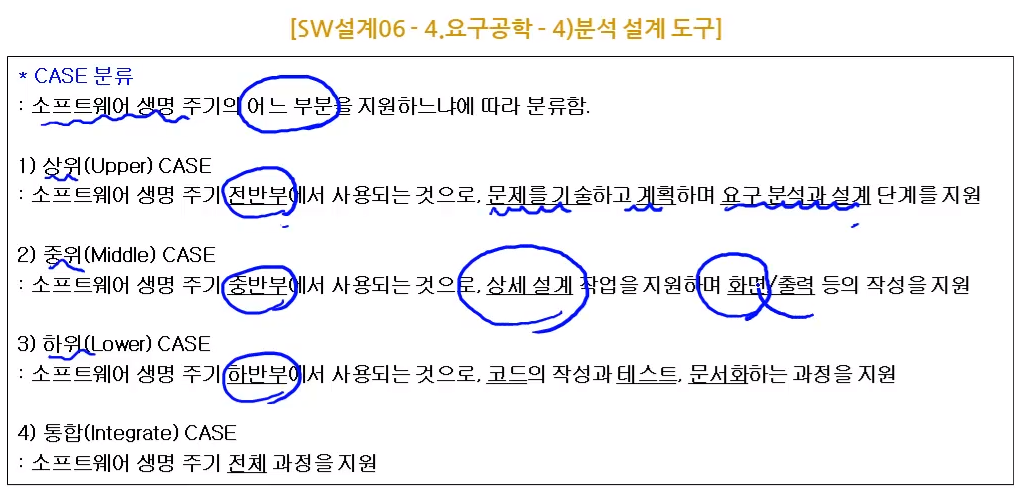 [SW설계06 - 4.요구공학 - 4)분석 설계 도구]
* CASE 분류
: 소프트웨어 생명 주기의 어느 부분을 지원하느냐에 따라 분류함.
1) 상위(Upper) CASE
: 소프트웨어 생명 주기 전반부에서 사용되는 것으로, 문제를 기술하고 계획하며 요구 분석과 설계 단계를 지원
2) 중위(Middle) CASE
: 소프트웨어 생명 주기 중반부에서 사용되는 것으로, 상세 설계 작업을 지원하며 화면/출력 등의 작성을 지원
3) 하위(Lower) CASE
: 소프트웨어 생명 주기 하반부에서 사용되는 것으로, 코드의 작성과 테스트, 문서화하는 과정을 지원
4) 통합(Integrate) CASE
: 소프트웨어 생명 주기 전체 과정을 지원